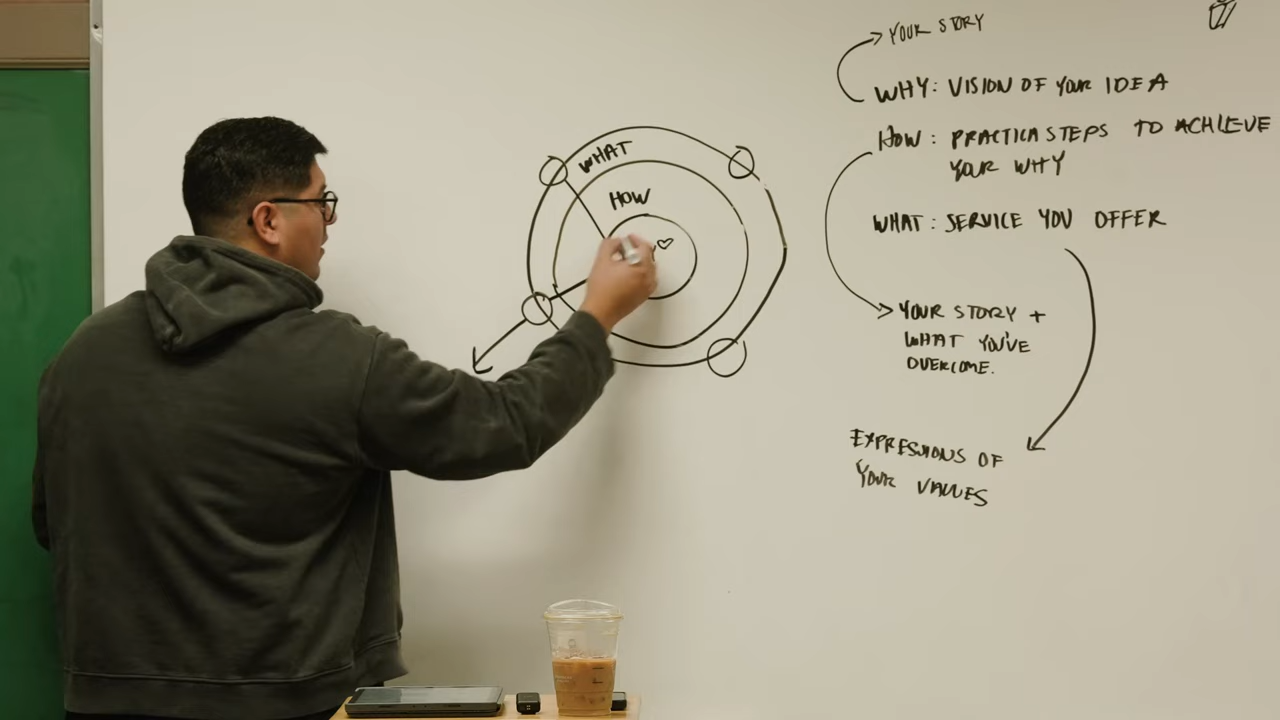 WHAT
HOW
YOUR STORY
WHY: VISION OF YOUR IDEA
HOW: PRACTICA STEPS TO ACHIEVE
YOUR WHY
WHAT: SERVICE YOU OFFER
YOUR STORY +
WHAT YOU'VE
OVERCOME.
EXPRESSIONS OF
YOUR VALUES